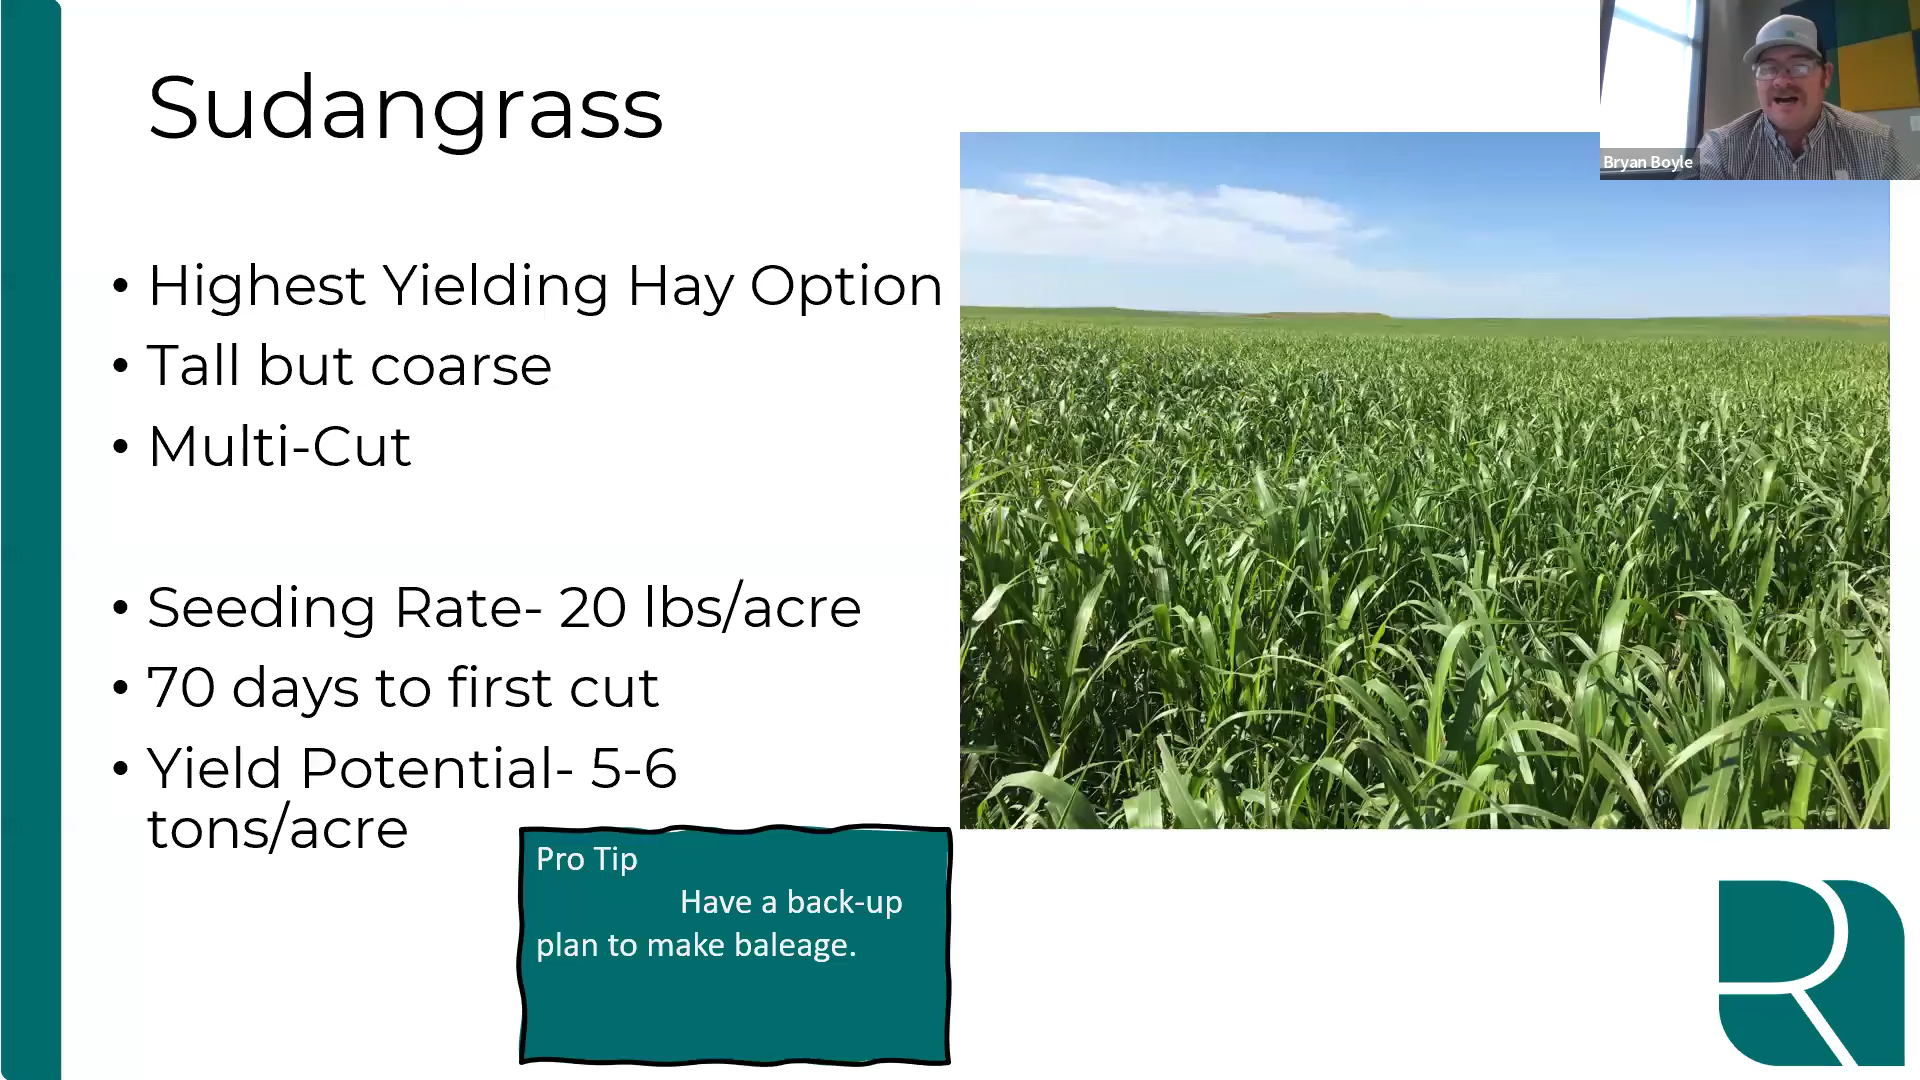 Sudangrass
• Highest Yielding Hay Option
• Tall but coarse
• Multi-Cut
• Seeding Rate- 20 lbs/acre
• 70 days to first cut
• Yield Potential- 5-6
tons/acre
Pro Tip
Have a back-up
plan to make baleage.
Bryan Boyle